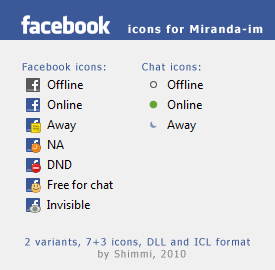 facebook icons for Miranda-im
Facebook icons:
Offline
Online
Away
NA
DND
Free for chat
Invisible
Chat icons:
Offline
Online
Away
2 variants, 7+3 icons, DLL and ICL format
by Shimmi, 2010